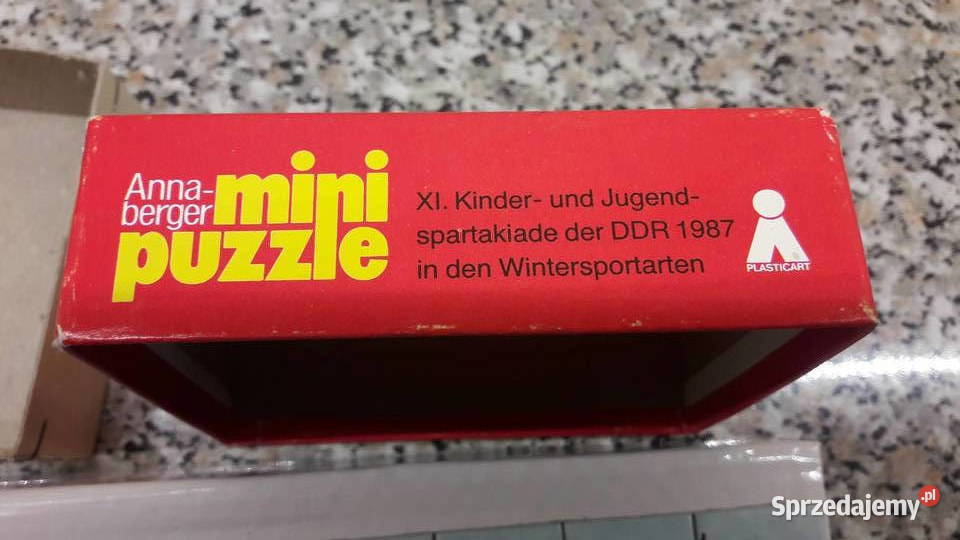 Anna-
berger
mini
puzzle
XI. Kinder- und Jugend-
spartakiade der DDR 1987
in den Wintersportarten
PLASTICART
Sprzedajemy.pl